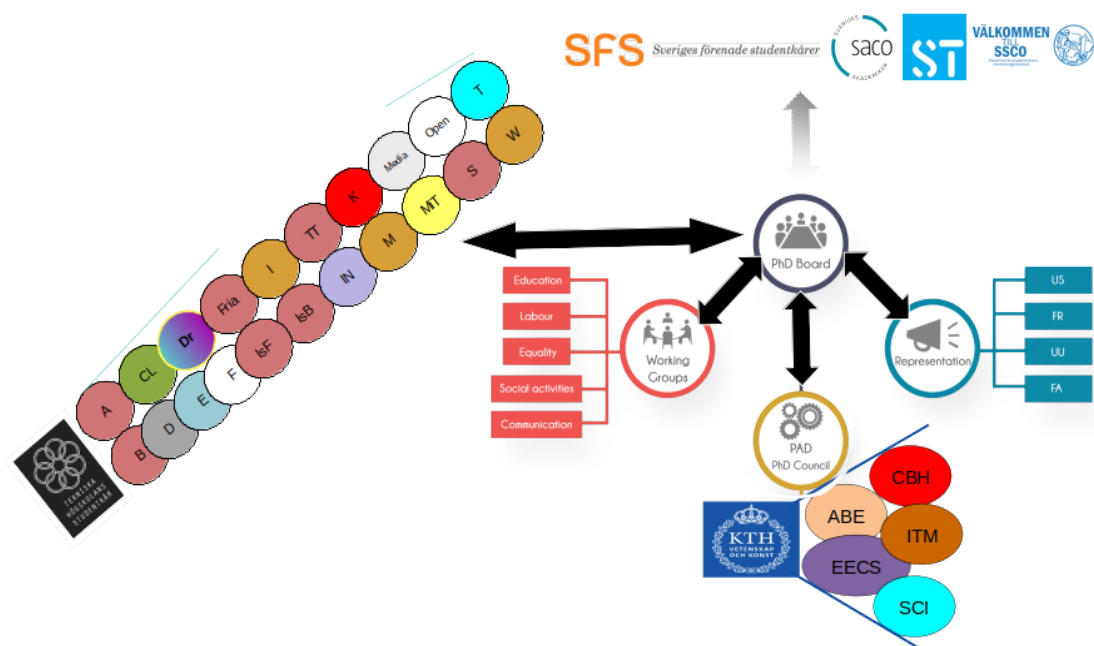 SFS
Sveriges förenade studentkårer
SVERIGES
saco
AKADEMIKER
ST
VÄLKOMMEN
TILL
SSCO
T
Open
W
Media
S
K
MiT
TT
M
I
IN
Fria
IsB
Dr
IsF
CL
F
E
A
D
B
TEKNISKA
HÖGSKOLANS
STUDENTKÅR
PhD Board
Education
Labour
Equality
Social activities
Communication
Working
Groups
Representation
US
FR
UU
FA
PAD
PhD Council
KTH
VETENSKAP
OCH KONST
CBH
ABE
ITM
EECS
SCI